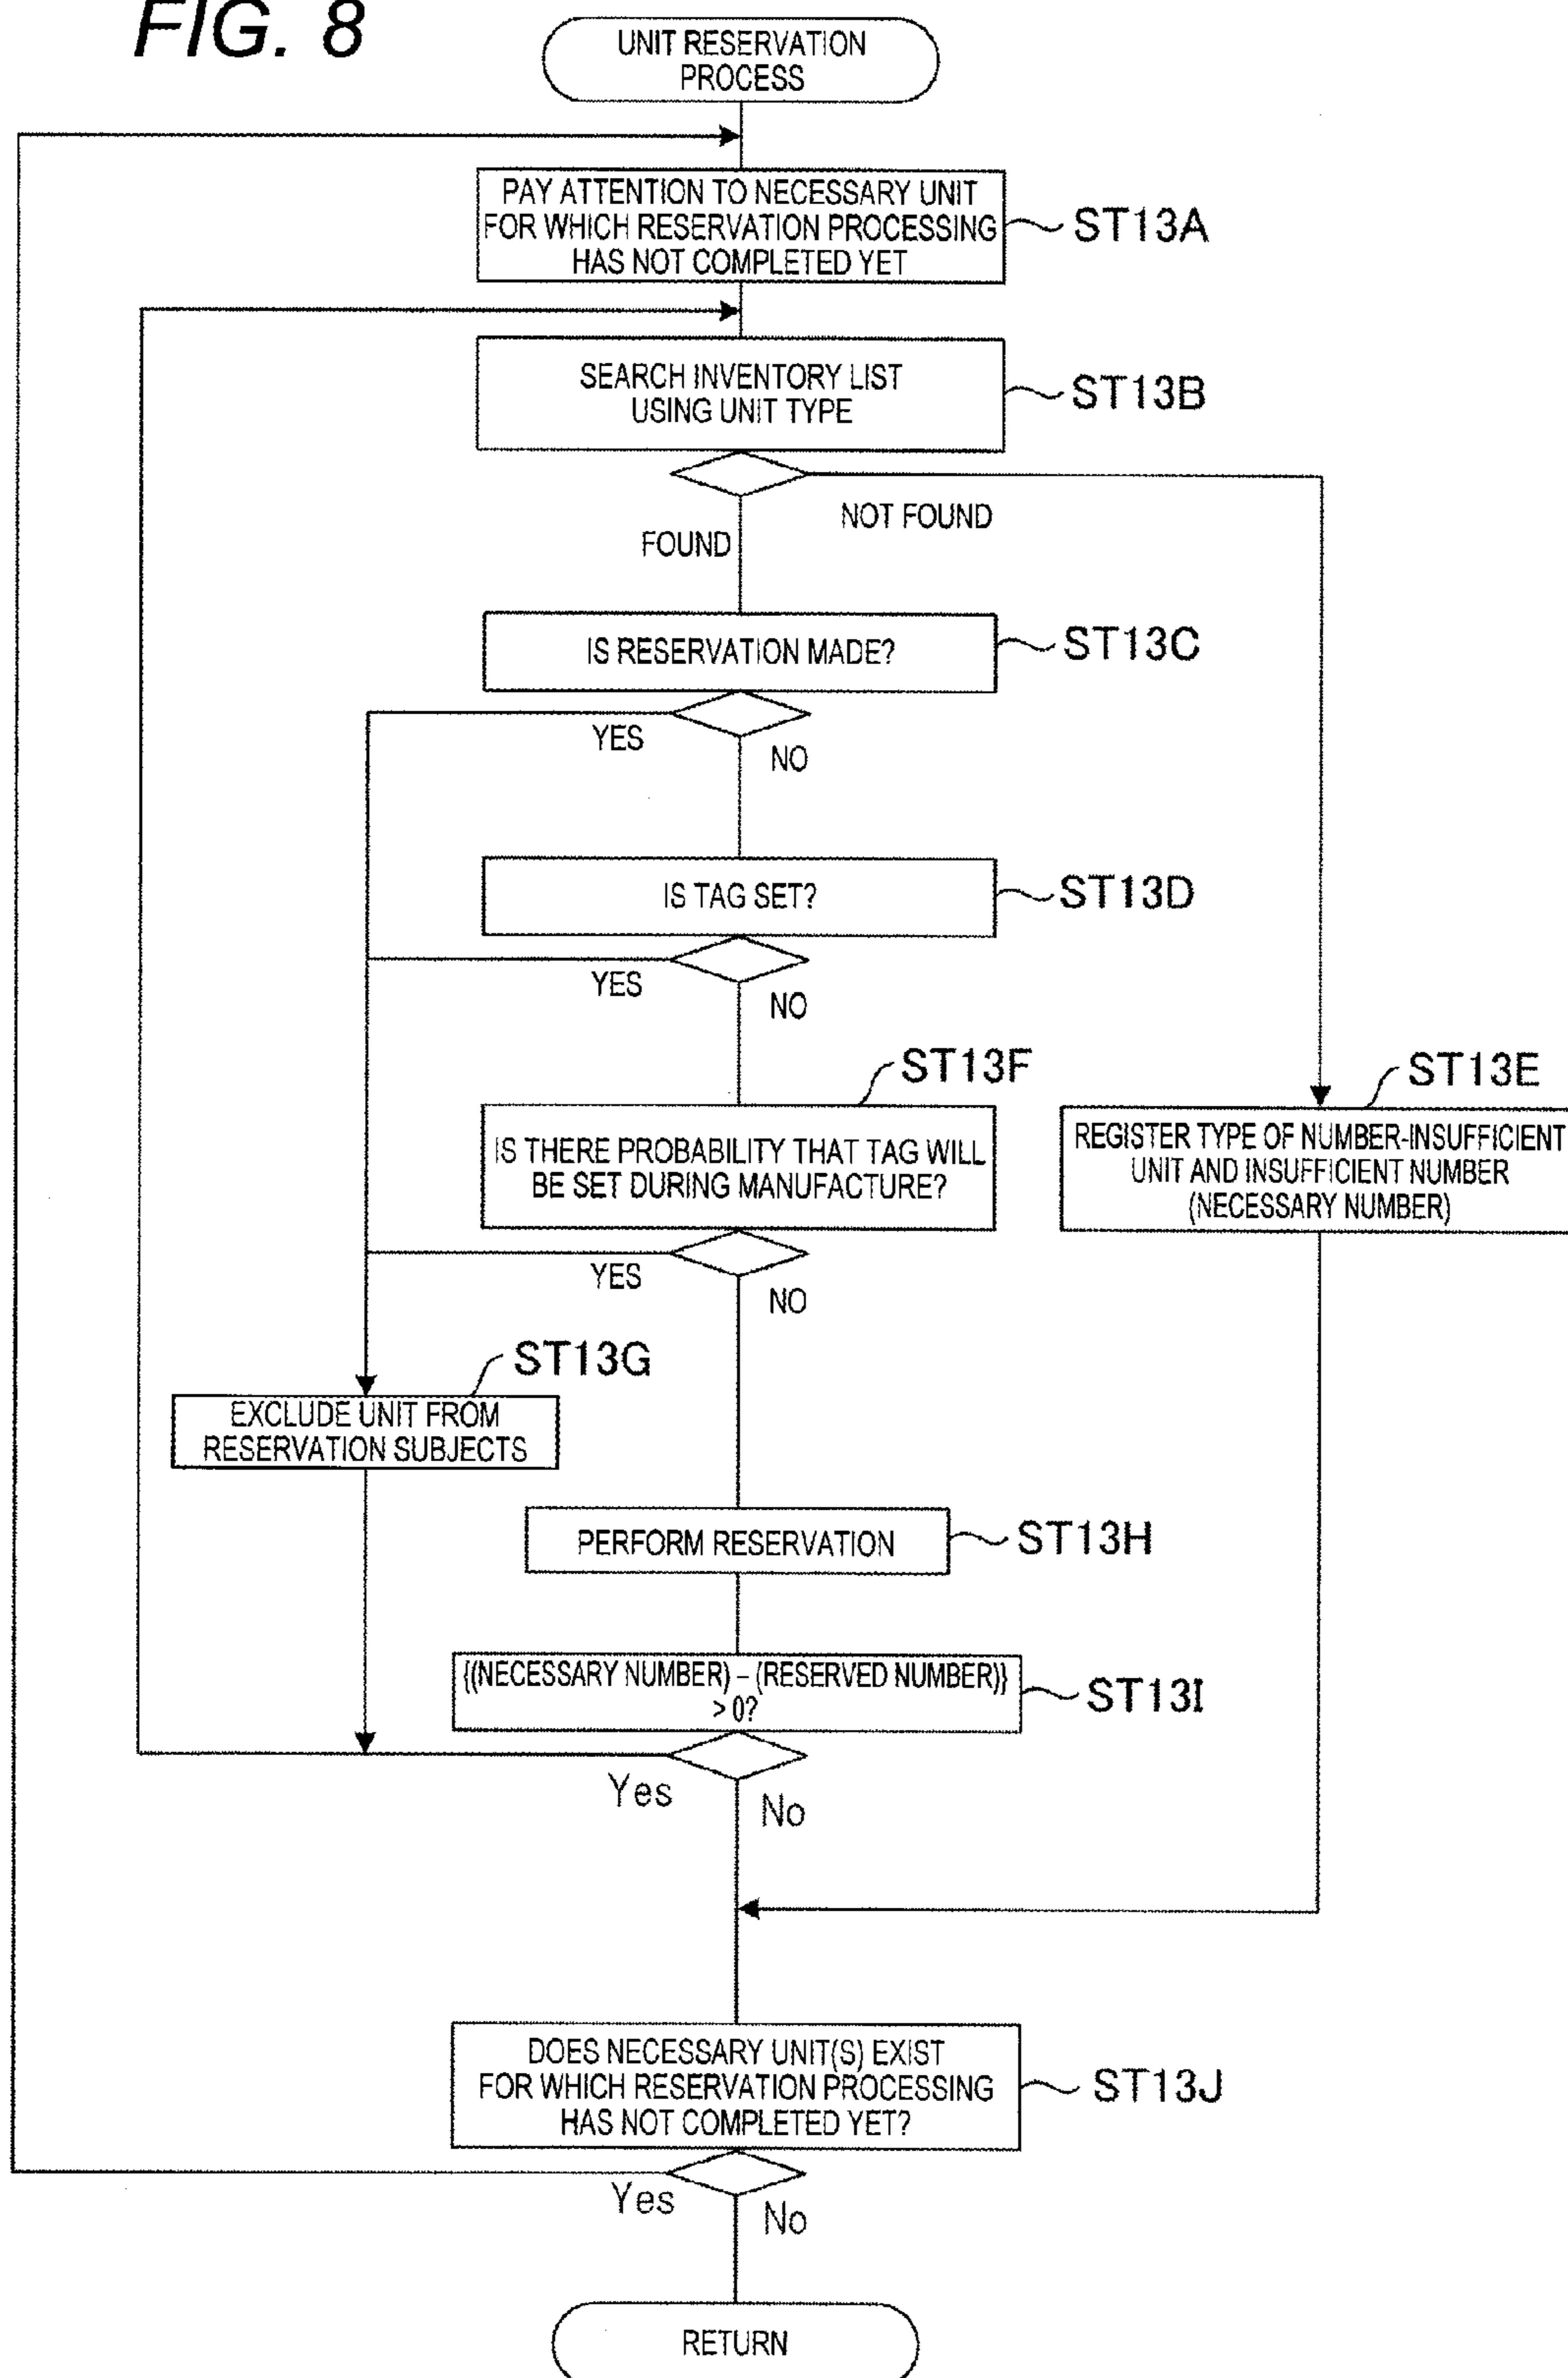 FIG. 8
UNIT RESERVATION
PROCESS
PAY ATTENTION TO NECESSARY UNIT
FOR WHICH RESERVATION PROCESSING
HAS NOT COMPLETED YET
ST13A
SEARCH INVENTORY LIST
USING UNIT TYPE
ST13B
NOT FOUND
FOUND
IS RESERVATION MADE?
ST13C
YES
NO
IS TAG SET?
ST13D
YES
NO
ST13F
IS THERE PROBABILITY THAT TAG WILL
BE SET DURING MANUFACTURE?
ST13E
REGISTER TYPE OF NUMBER-INSUFFICIENT
UNIT AND INSUFFICIENT NUMBER
(NECESSARY NUMBER)
YES
NO
ST13G
EXCLUDE UNIT FROM
RESERVATION SUBJECTS
PERFORM RESERVATION
ST13H
{(NECESSARY NUMBER) – (RESERVED NUMBER)}
> 0?
ST13I
Yes
No
DOES NECESSARY UNIT(S) EXIST
FOR WHICH RESERVATION PROCESSING
HAS NOT COMPLETED YET?
ST13J
Yes
No
RETURN